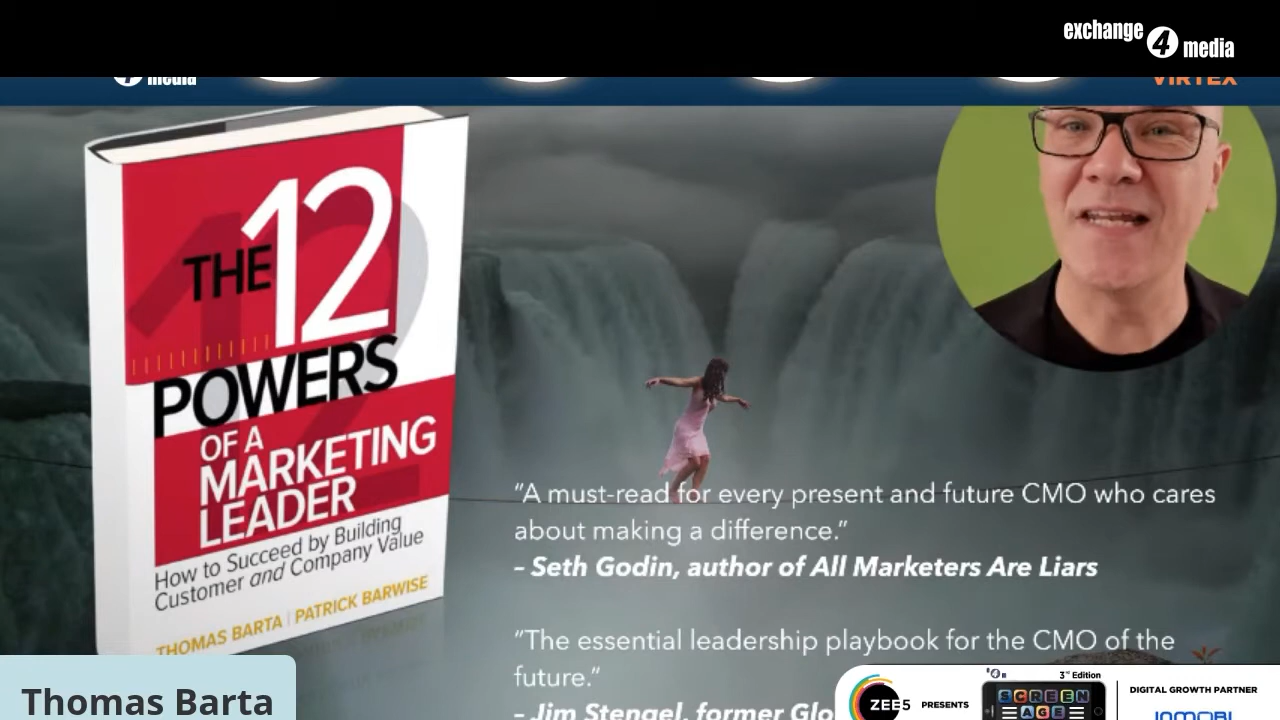 exchange
4
media
media
VIRTEX
THE 12
POWERS
OF A
MARKETING
LEADER
How to Succeed by Building
Customer and Company Value
THOMAS BARTA | PATRICK BARWISE
"A must-read for every present and future CMO who cares
about making a difference."
– Seth Godin, author of All Marketers Are Liars
"The essential leadership playbook for the CMO of the
future."
– Jim Stengel, former Glo
Thomas Barta
ZEE5 PRESENTS
3rd Edition
SCREEN
AGE
DIGITAL GROWTH PARTNER
INMOBI